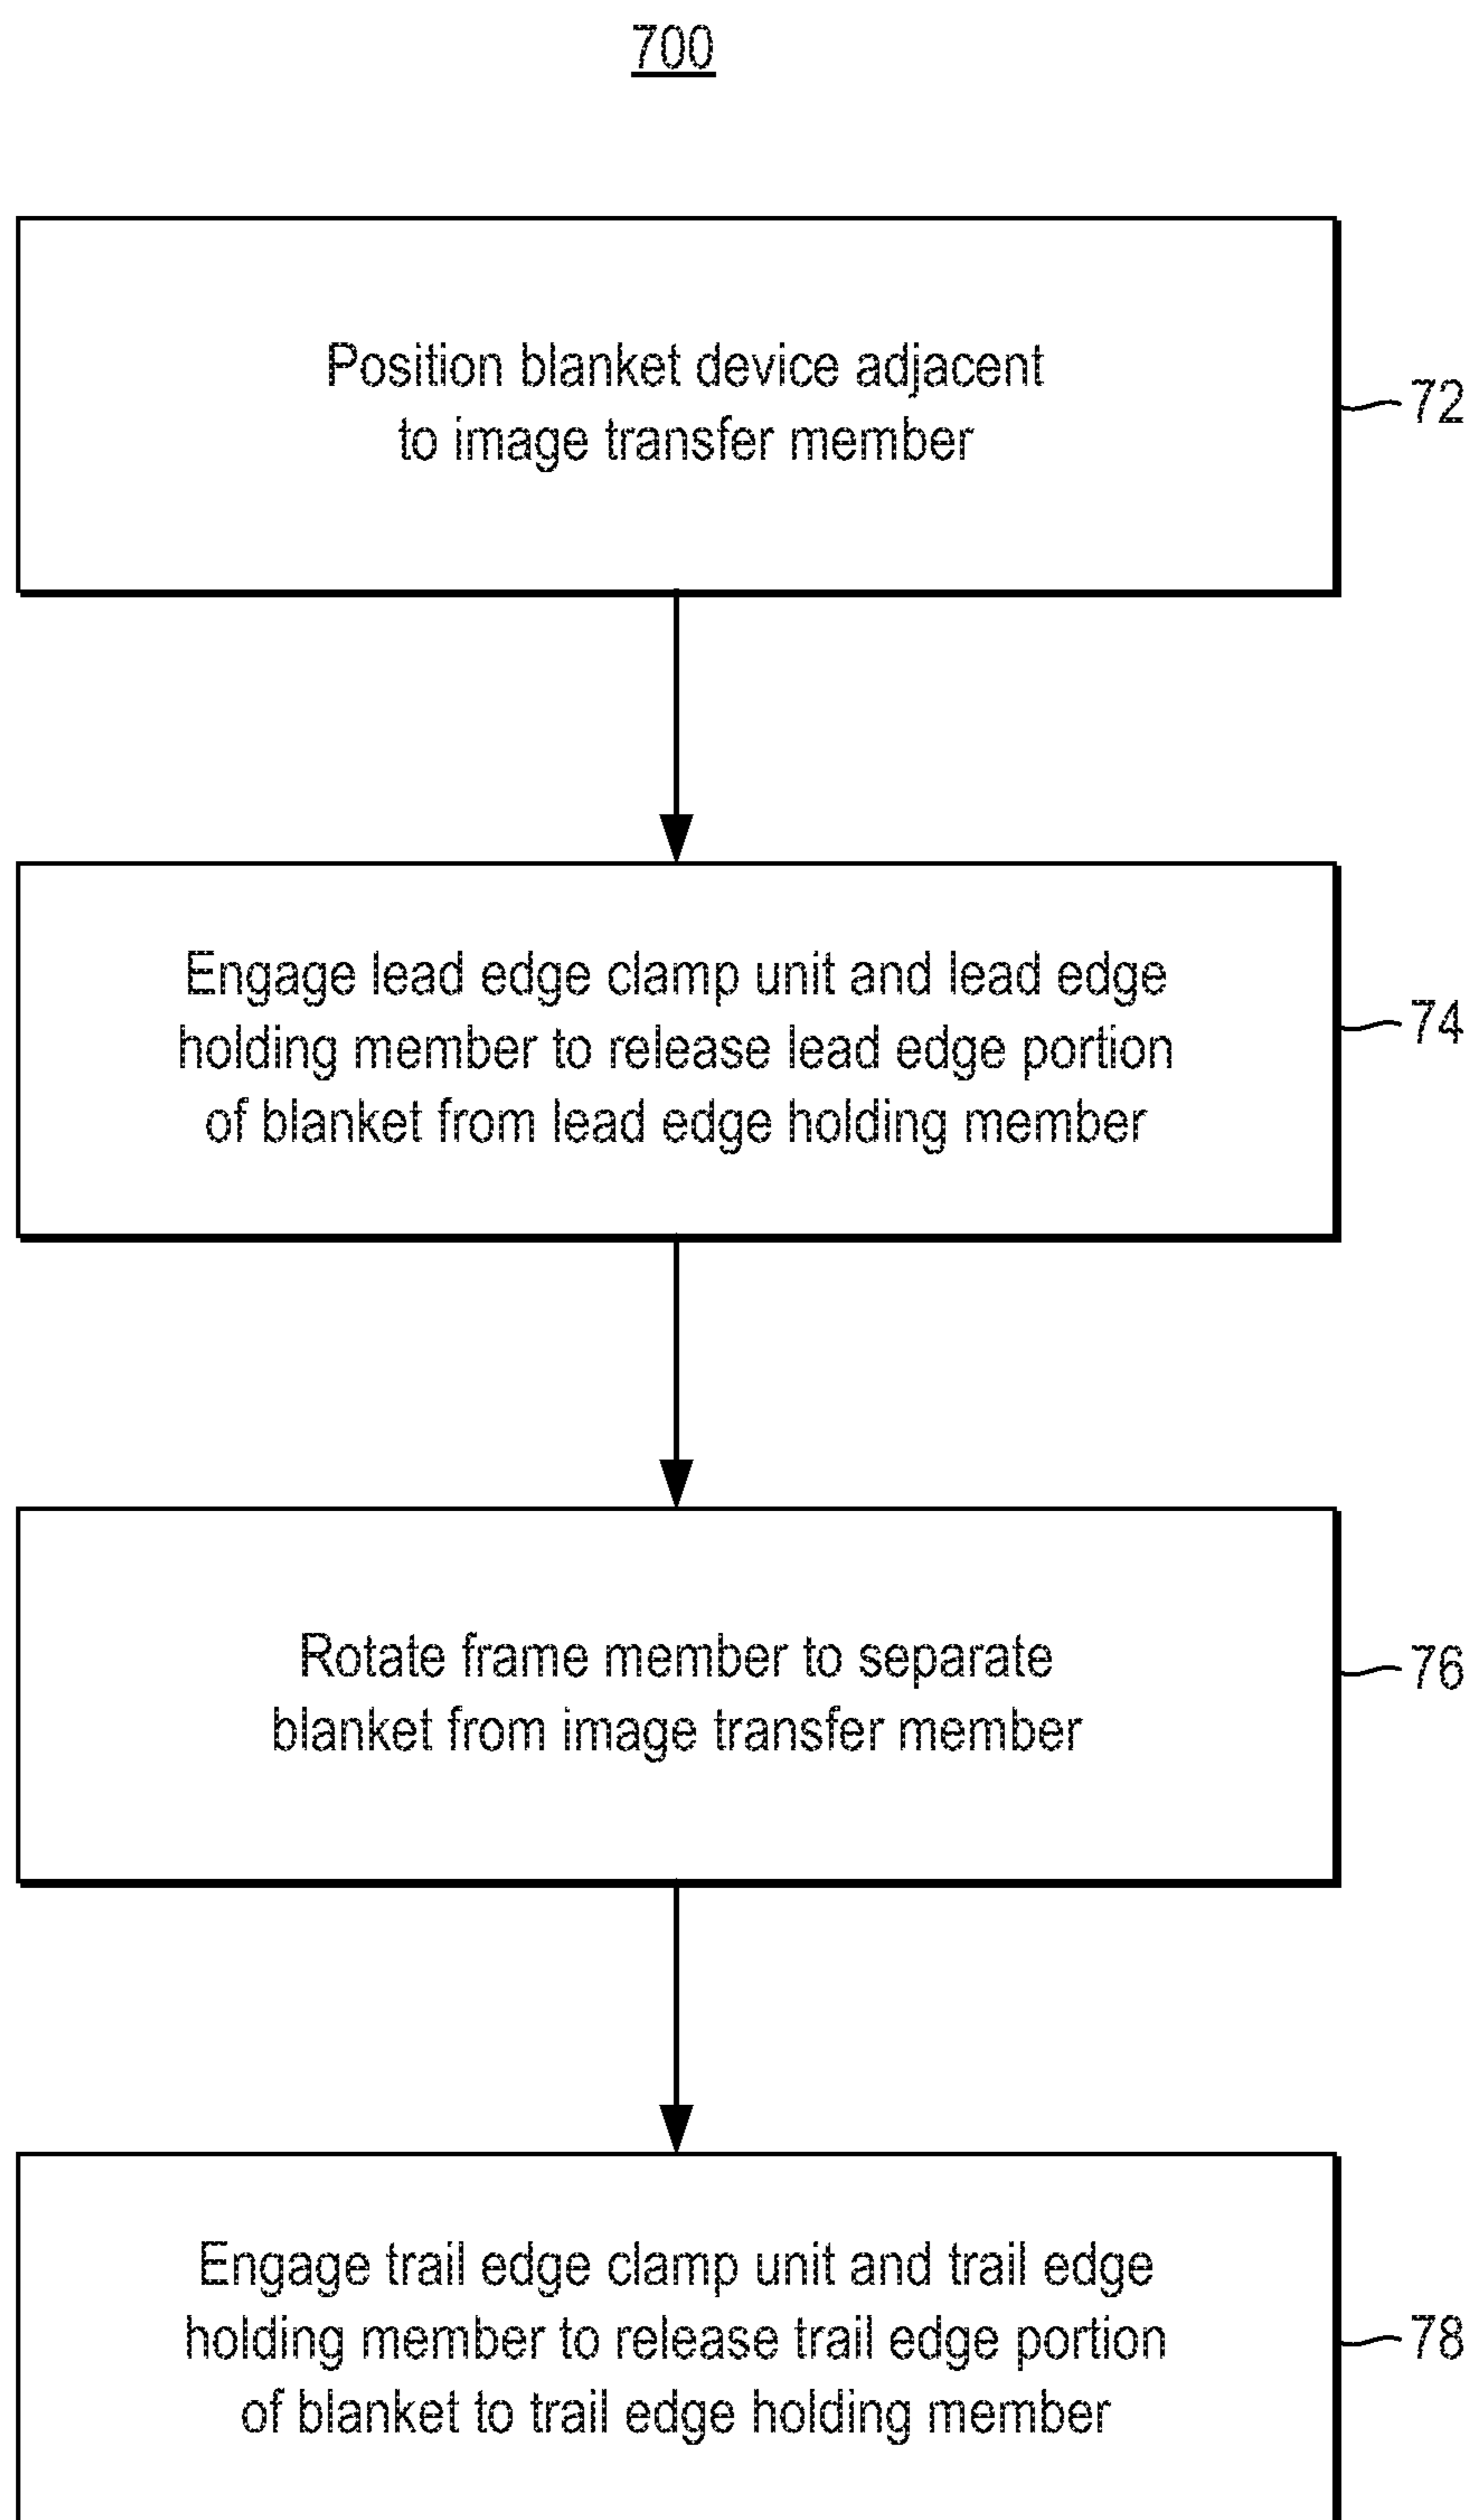 700
Position blanket device adjacent
to image transfer member
72
Engage lead edge clamp unit and lead edge
holding member to release lead edge portion
of blanket from lead edge holding member
74
Rotate frame member to separate
blanket from image transfer member
76
Engage trail edge clamp unit and trail edge
holding member to release trail edge portion
of blanket to trail edge holding member
78